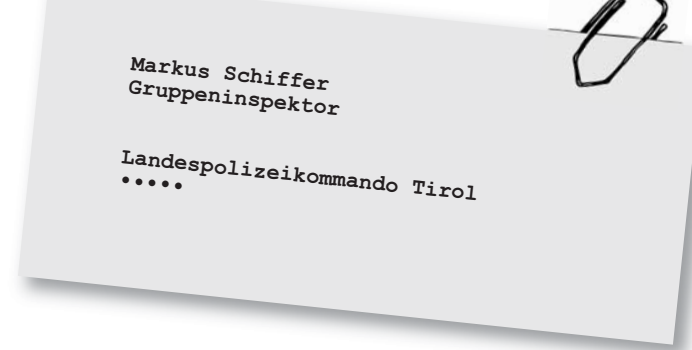 Markus Schiffer
Gruppeninspektor
Landespolizeikommando Tirol
•••••